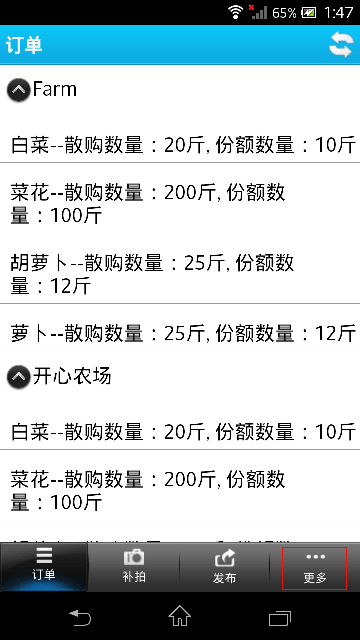 65% 1:47
订单
Farm
白菜--散购数量：20斤,份额数量：10斤
菜花--散购数量：200斤,份额数
量：100斤
胡萝卜--散购数量：25斤,份额数
量：12斤
萝卜--散购数量：25斤,份额数量：12斤
开心农场
白菜--散购数量：20斤,份额数量：10斤
菜花--散购数量：200斤,份额数
量：100斤
订单
补拍
发布
更多